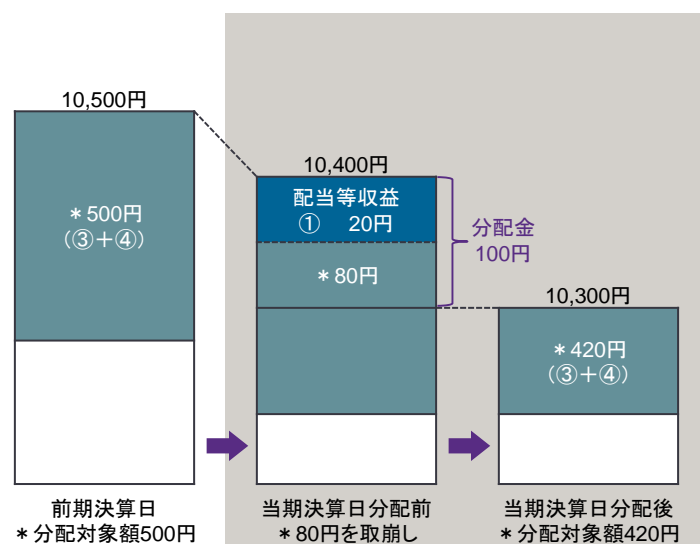 10,500円
＊500円
(③＋④)
前期決算日
＊分配対象額500円
10,400円
配当等収益
① 20円
＊80円
分配金
100円
当期決算日分配前
＊80円を取崩し
10,300円
＊420円
(③＋④)
当期決算日分配後
＊分配対象額420円